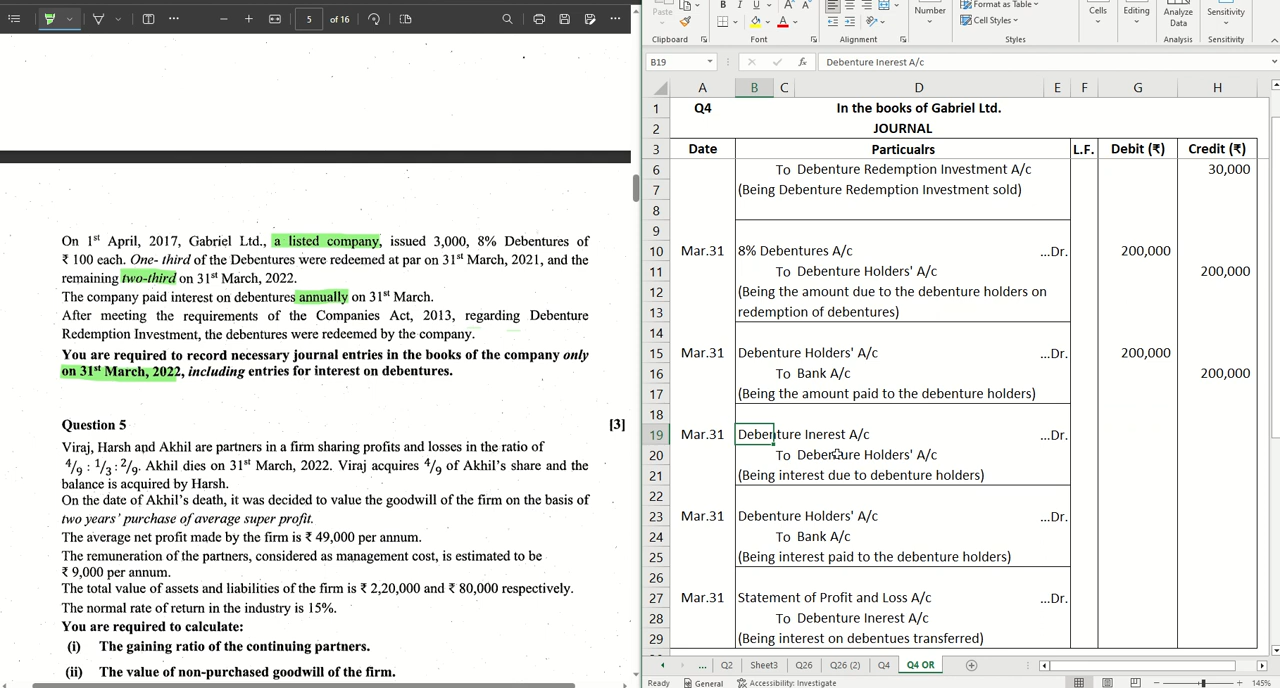 5 of 16
On 1st April, 2017, Gabriel Ltd., a listed company, issued 3,000, 8% Debentures of
₹ 100 each. One- third of the Debentures were redeemed at par on 31st March, 2021, and the
remaining two-third on 31st March, 2022.
The company paid interest on debentures annually on 31st March.
After meeting the requirements of the Companies Act, 2013, regarding Debenture
Redemption Investment, the debentures were redeemed by the company.
You are required to record necessary journal entries in the books of the company only
on 31st March, 2022, including entries for interest on debentures.
Question 5 [3]
Viraj, Harsh and Akhil are partners in a firm sharing profits and losses in the ratio of
4/9 : 1/3 : 2/9. Akhil dies on 31st March, 2022. Viraj acquires 4/9 of Akhil's share and the
balance is acquired by Harsh.
On the date of Akhil's death, it was decided to value the goodwill of the firm on the basis of
two years' purchase of average super profit.
The average net profit made by the firm is ₹ 49,000 per annum.
The remuneration of the partners, considered as management cost, is estimated to be
₹ 9,000 per annum.
The total value of assets and liabilities of the firm is ₹ 2,20,000 and ₹ 80,000 respectively.
The normal rate of return in the industry is 15%.
You are required to calculate:
(i) The gaining ratio of the continuing partners.
(ii) The value of non-purchased goodwill of the firm.
Paste B I U A A Number Format as Table Cell Styles Cells Editing Analyze Data Sensitivity
Clipboard Font Alignment Styles Analysis Sensitivity
B19 fx Debenture Inerest A/c
A B C D E F G H
1 Q4 In the books of Gabriel Ltd.
2 JOURNAL
3 Date Particualrs L.F. Debit (₹) Credit (₹)
6 To Debenture Redemption Investment A/c 30,000
7 (Being Debenture Redemption Investment sold)
8
9
10 Mar.31 8% Debentures A/c ...Dr. 200,000
11 To Debenture Holders' A/c 200,000
12 (Being the amount due to the debenture holders on
13 redemption of debentures)
14
15 Mar.31 Debenture Holders' A/c ...Dr. 200,000
16 To Bank A/c 200,000
17 (Being the amount paid to the debenture holders)
18
19 Mar.31 Debenture Inerest A/c ...Dr.
20 To Debenture Holders' A/c
21 (Being interest due to debenture holders)
22
23 Mar.31 Debenture Holders' A/c ...Dr.
24 To Bank A/c
25 (Being interest paid to the debenture holders)
26
27 Mar.31 Statement of Profit and Loss A/c ...Dr.
28 To Debenture Inerest A/c
29 (Being interest on debentues transferred)
... Q2 Sheet3 Q26 Q26 (2) Q4 Q4 OR
Ready General Accessibility: Investigate 145%